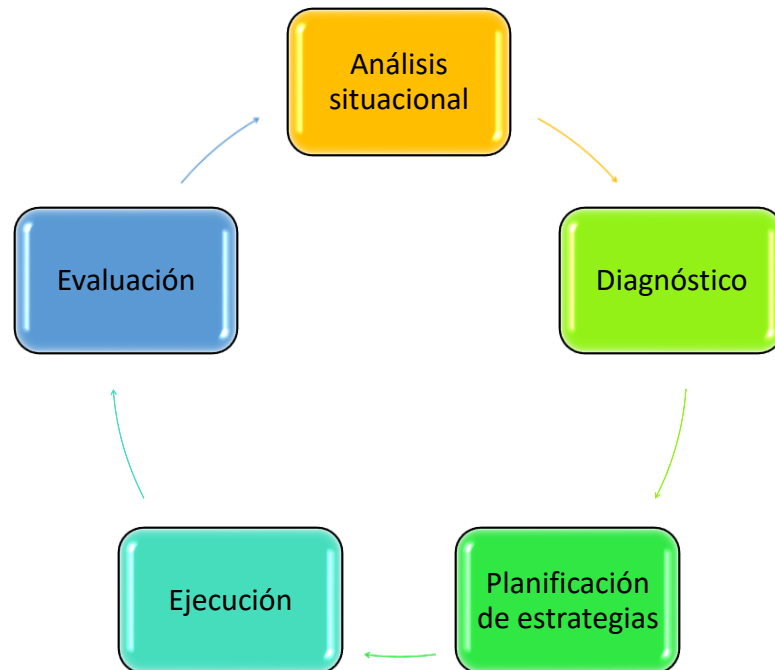 Análisis
situacional
Diagnóstico
Planificación
de estrategias
Ejecución
Evaluación